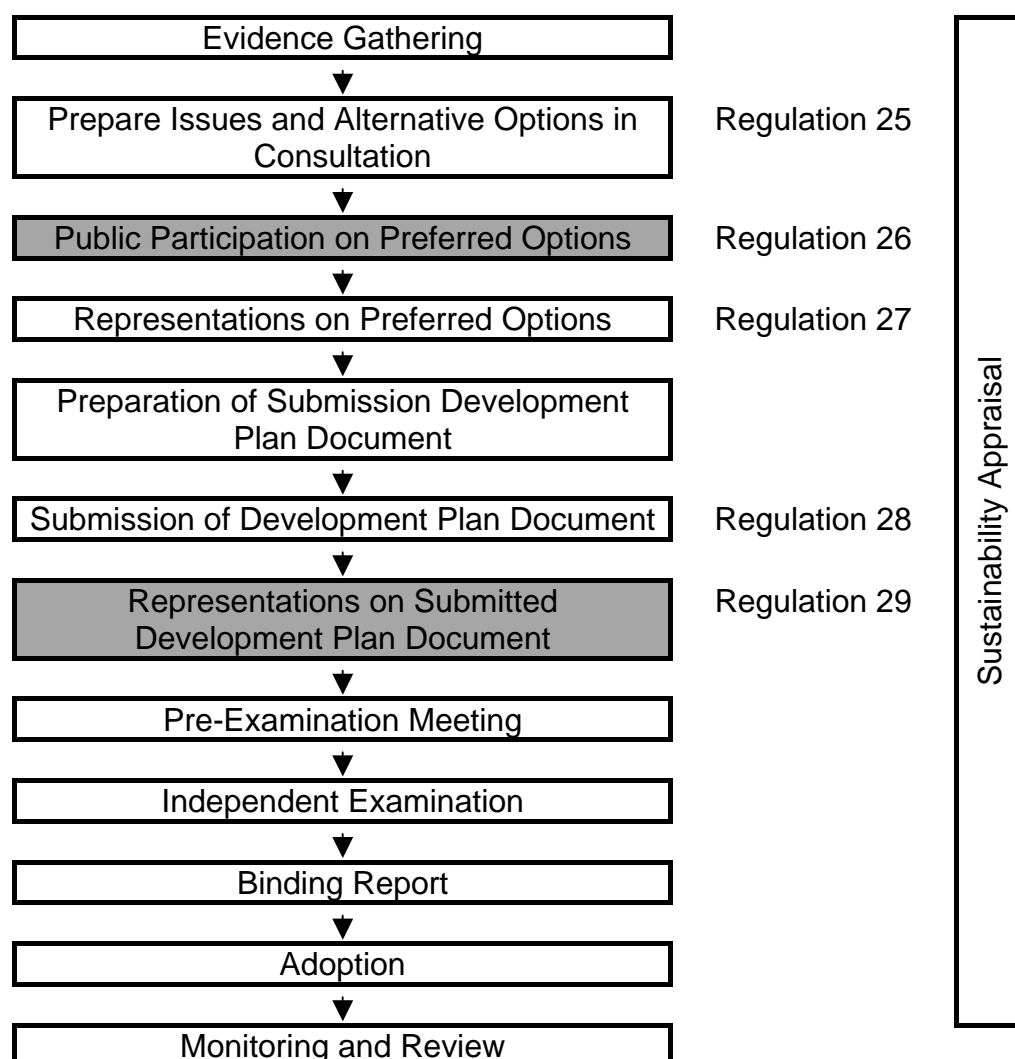 Evidence Gathering
Prepare Issues and Alternative Options in
Consultation
Regulation 25
Public Participation on Preferred Options
Regulation 26
Representations on Preferred Options
Regulation 27
Preparation of Submission Development
Plan Document
Submission of Development Plan Document
Regulation 28
Representations on Submitted
Development Plan Document
Regulation 29
Pre-Examination Meeting
Independent Examination
Binding Report
Adoption
Monitoring and Review
Sustainability Appraisal